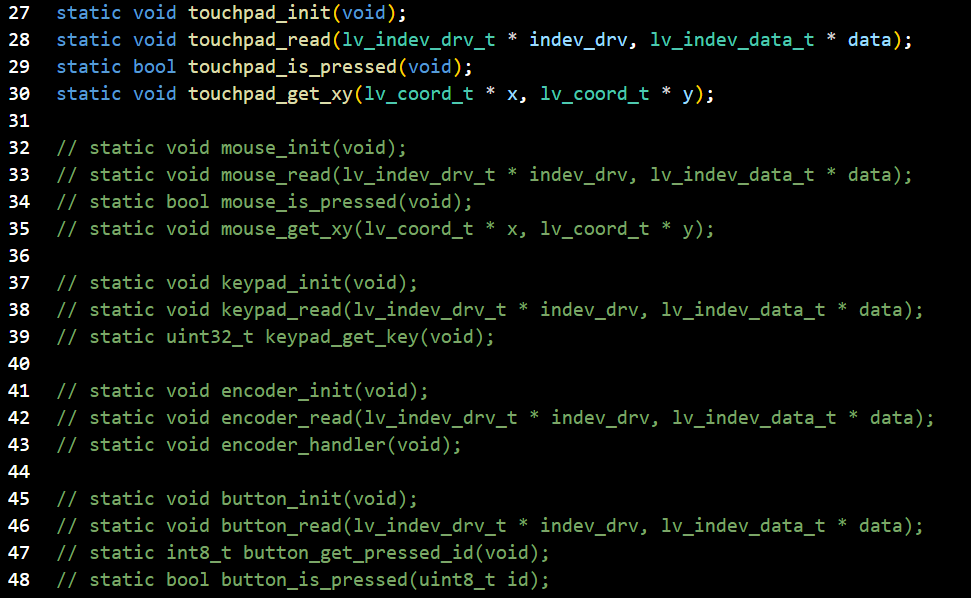 27 static void touchpad_init(void);
28 static void touchpad_read(lv_indev_drv_t * indev_drv, lv_indev_data_t * data);
29 static bool touchpad_is_pressed(void);
30 static void touchpad_get_xy(lv_coord_t * x, lv_coord_t * y);
31
32 // static void mouse_init(void);
33 // static void mouse_read(lv_indev_drv_t * indev_drv, lv_indev_data_t * data);
34 // static bool mouse_is_pressed(void);
35 // static void mouse_get_xy(lv_coord_t * x, lv_coord_t * y);
36
37 // static void keypad_init(void);
38 // static void keypad_read(lv_indev_drv_t * indev_drv, lv_indev_data_t * data);
39 // static uint32_t keypad_get_key(void);
40
41 // static void encoder_init(void);
42 // static void encoder_read(lv_indev_drv_t * indev_drv, lv_indev_data_t * data);
43 // static void encoder_handler(void);
44
45 // static void button_init(void);
46 // static void button_read(lv_indev_drv_t * indev_drv, lv_indev_data_t * data);
47 // static int8_t button_get_pressed_id(void);
48 // static bool button_is_pressed(uint8_t id);